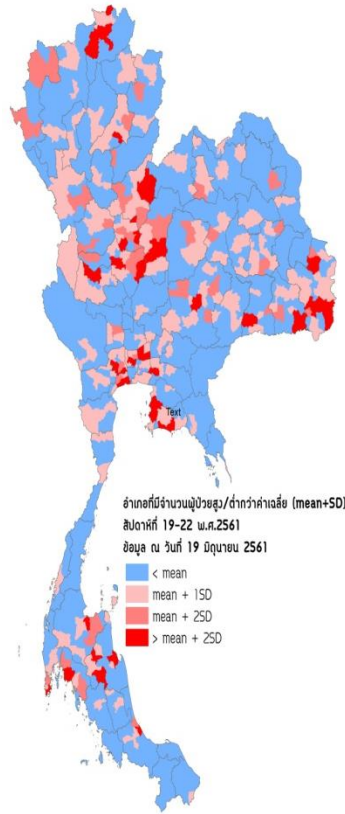 Text
อำเภอที่มีจำนวนผู้ป่วยสูง/ต่ำกว่าค่าเฉลี่ย (mean+SD)
สัปดาห์ที่ 19-22 พ.ศ.2561
ข้อมูล ณ วันที่ 19 มิถุนายน 2561
< mean
mean + 1SD
mean + 2SD
> mean + 2SD